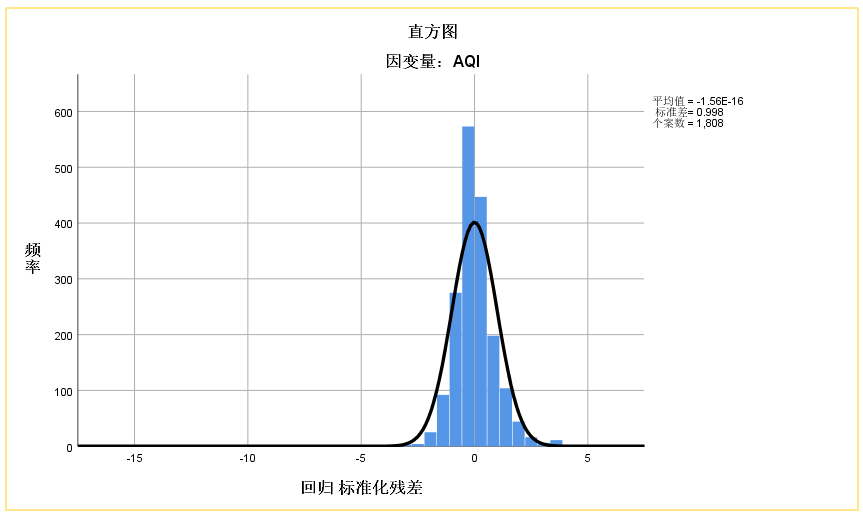 直方图
因变量：AQI
平均值 = -1.56E-16
标准差= 0.998
个案数 = 1,808
600
500
400
300
200
100
0
频率
-15 -10 -5 0 5
回归 标准化残差